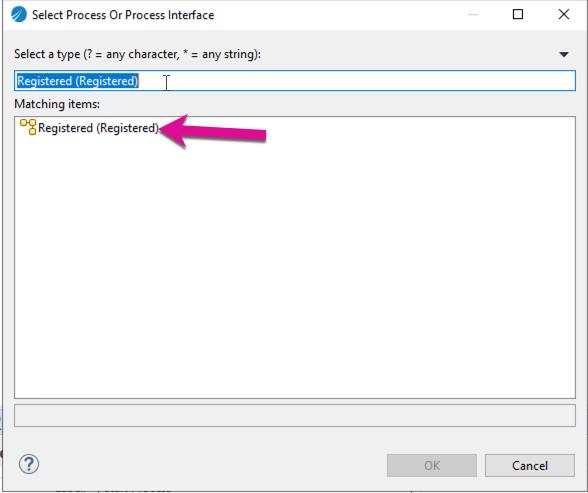 Select Process Or Process Interface
Select a type (? = any character, * = any string):
Registered (Registered)
Matching items:
Registered (Registered)
?
OK
Cancel